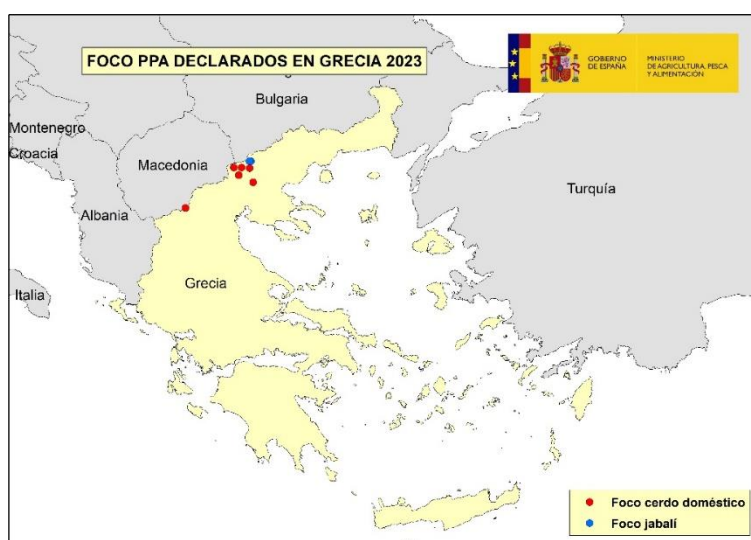 FOCO PPA DECLARADOS EN GRECIA 2023
GOBIERNO
DE ESPAÑA
MINISTERIO
DE AGRICULTURA, PESCA
Y ALIMENTACIÓN
Bulgaria
Montenegro
Croacia
Macedonia
Albania
Turquía
Italia
Grecia
Foco cerdo doméstico
Foco jabalí